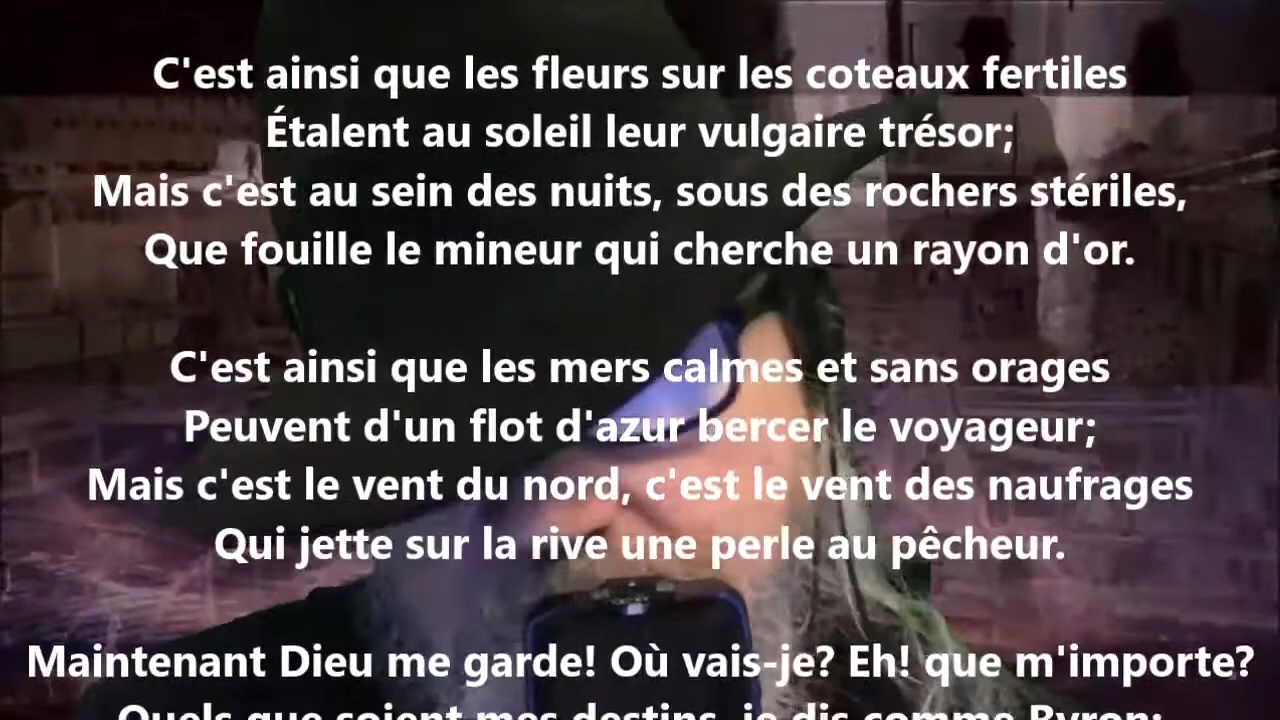 C'est ainsi que les fleurs sur les coteaux fertiles
Étalent au soleil leur vulgaire trésor;
Mais c'est au sein des nuits, sous des rochers stériles,
Que fouille le mineur qui cherche un rayon d'or.
C'est ainsi que les mers calmes et sans orages
Peuvent d'un flot d'azur bercer le voyageur;
Mais c'est le vent du nord, c'est le vent des naufrages
Qui jette sur la rive une perle au pêcheur.
Maintenant Dieu me garde! Où vais-je? Eh! que m'importe?
Quels que soient mes destins, je dis comme Byron: